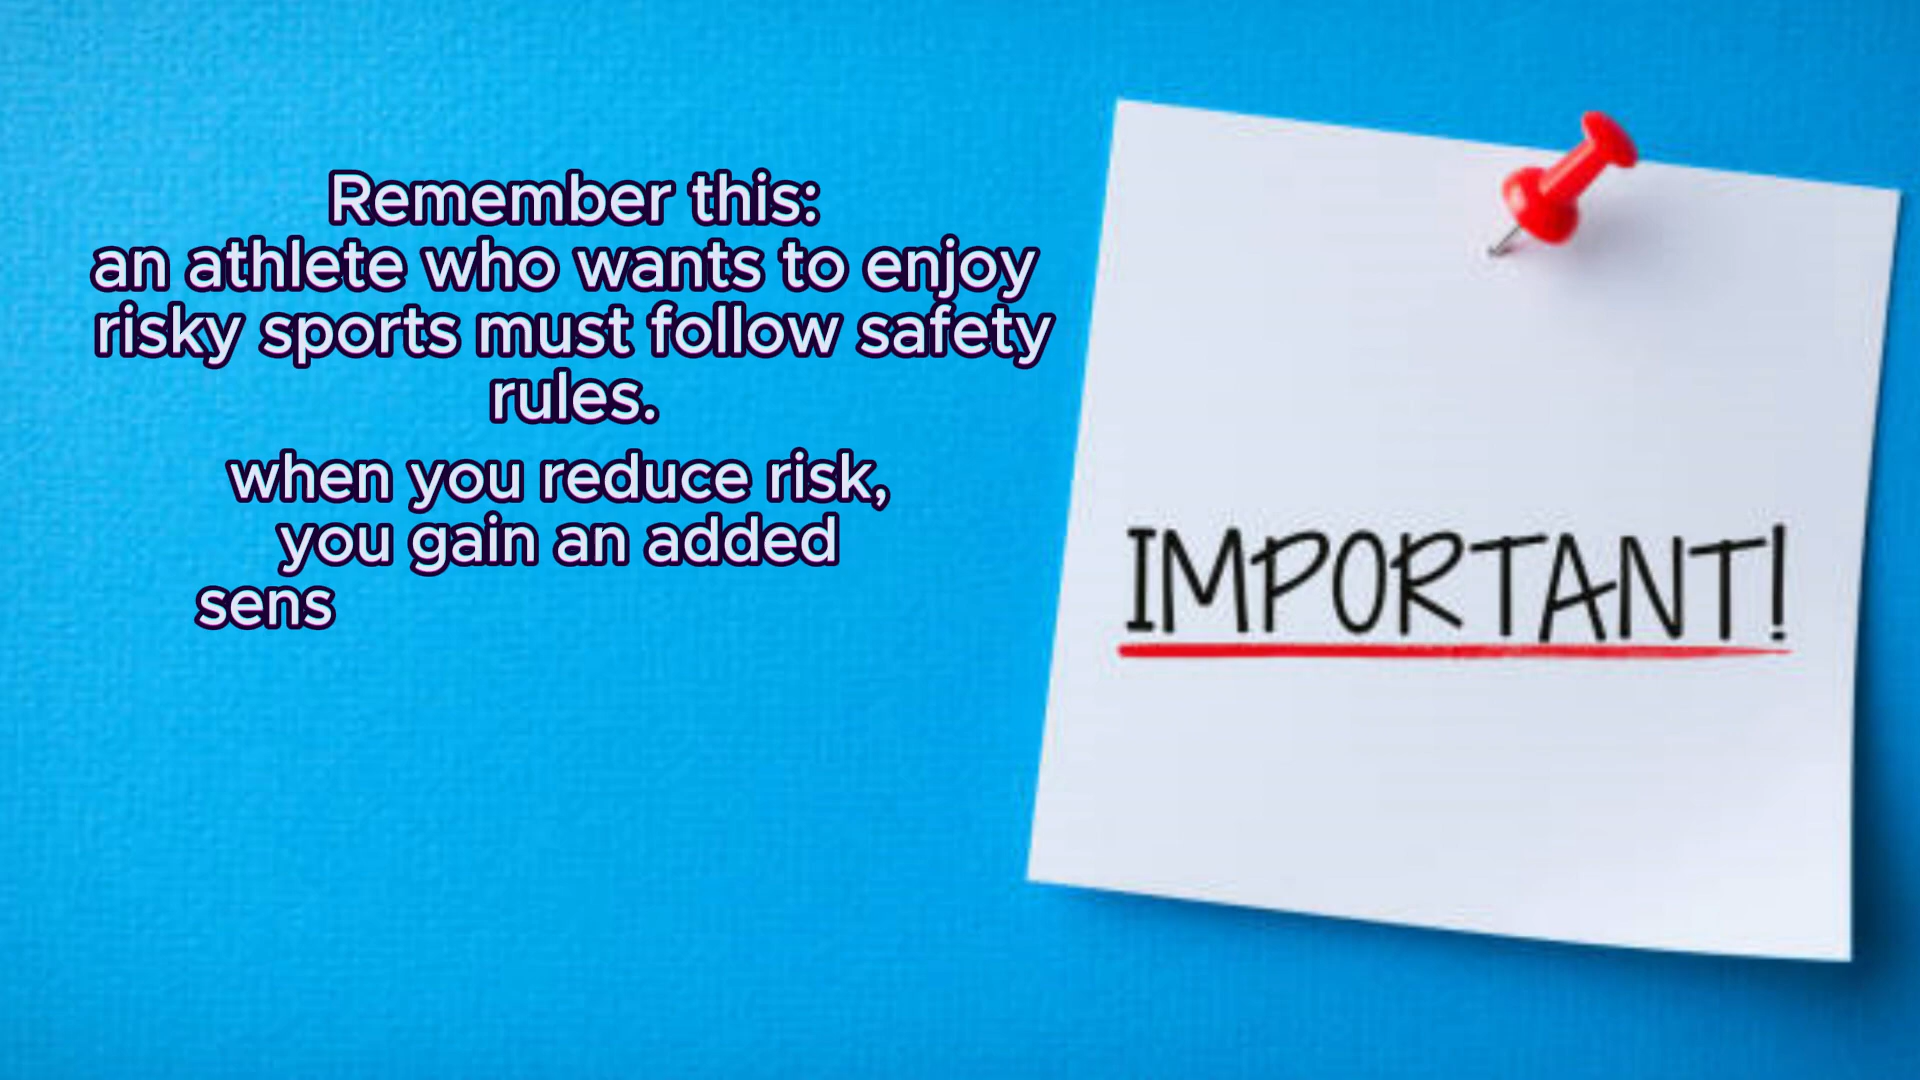 Remember this:
an athlete who wants to enjoy
risky sports must follow safety
rules.
when you reduce risk,
you gain an added
sens
IMPORTANT!